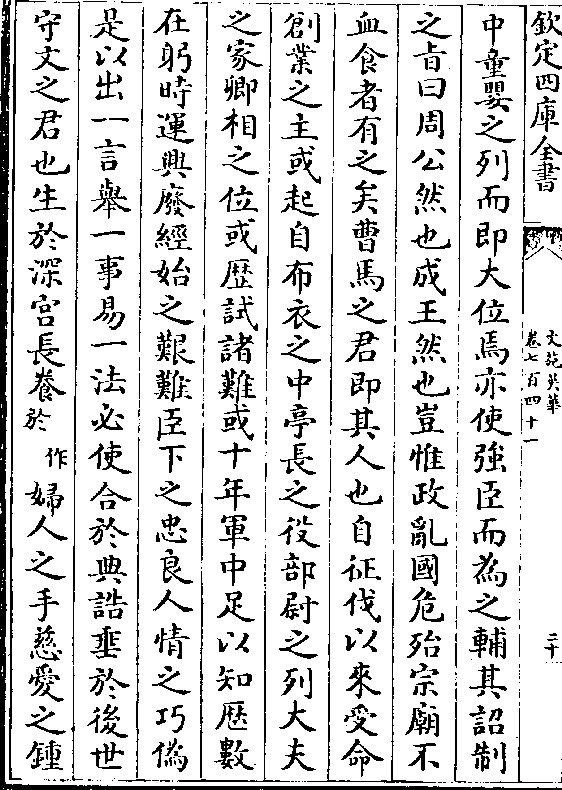 欽定四庫全書
文苑英華
卷七百四十一
二十
中童嬰之列而即大位焉亦使強臣而為之輔其詔制
之㫖曰周公然也成王然也豈惟政亂國危殆宗廟不
血食者有之矣曹馬之君即其人也自征伐以來受命
創業之主或起自布衣之中亭長之役部尉之列大夫
之家卿相之位或歴試諸難或十年軍中足以知歴數
在躬時運興廢經始之艱難臣下之忠良人情之巧偽
是以出一言舉一事易一法必使合於典誥垂於後世
守文之君也生於深宫長養於作婦人之手慈愛之鍾